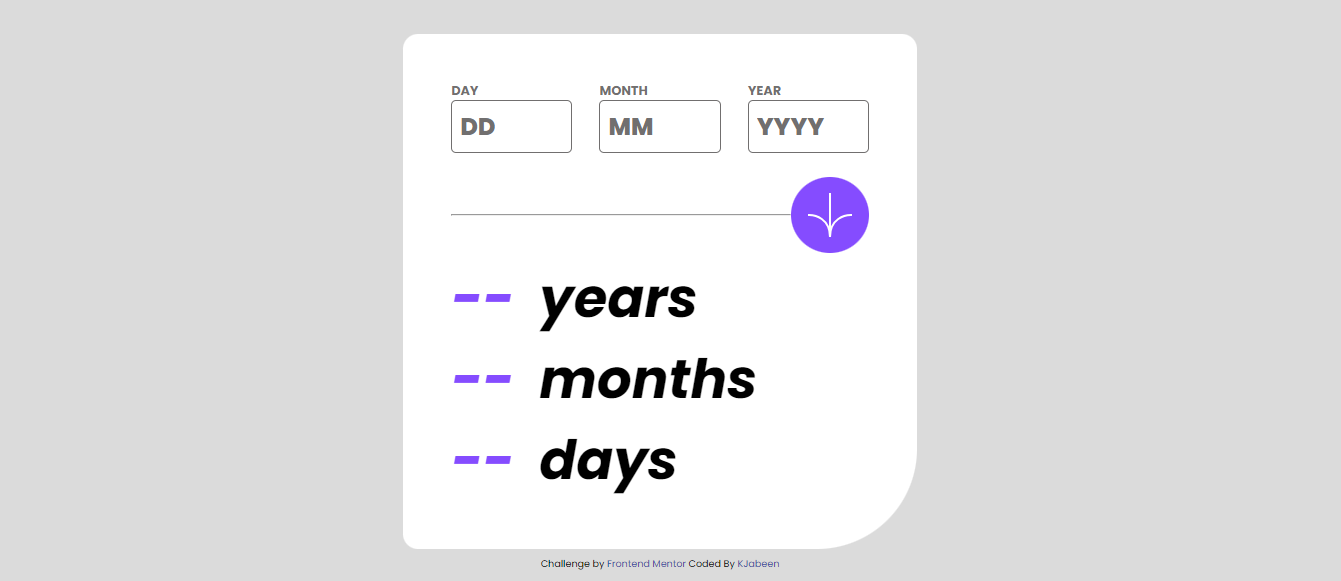 DAY MONTH YEAR
DD MM YYYY
-- years
-- months
-- days
Challenge by Frontend Mentor Coded By KJabeen